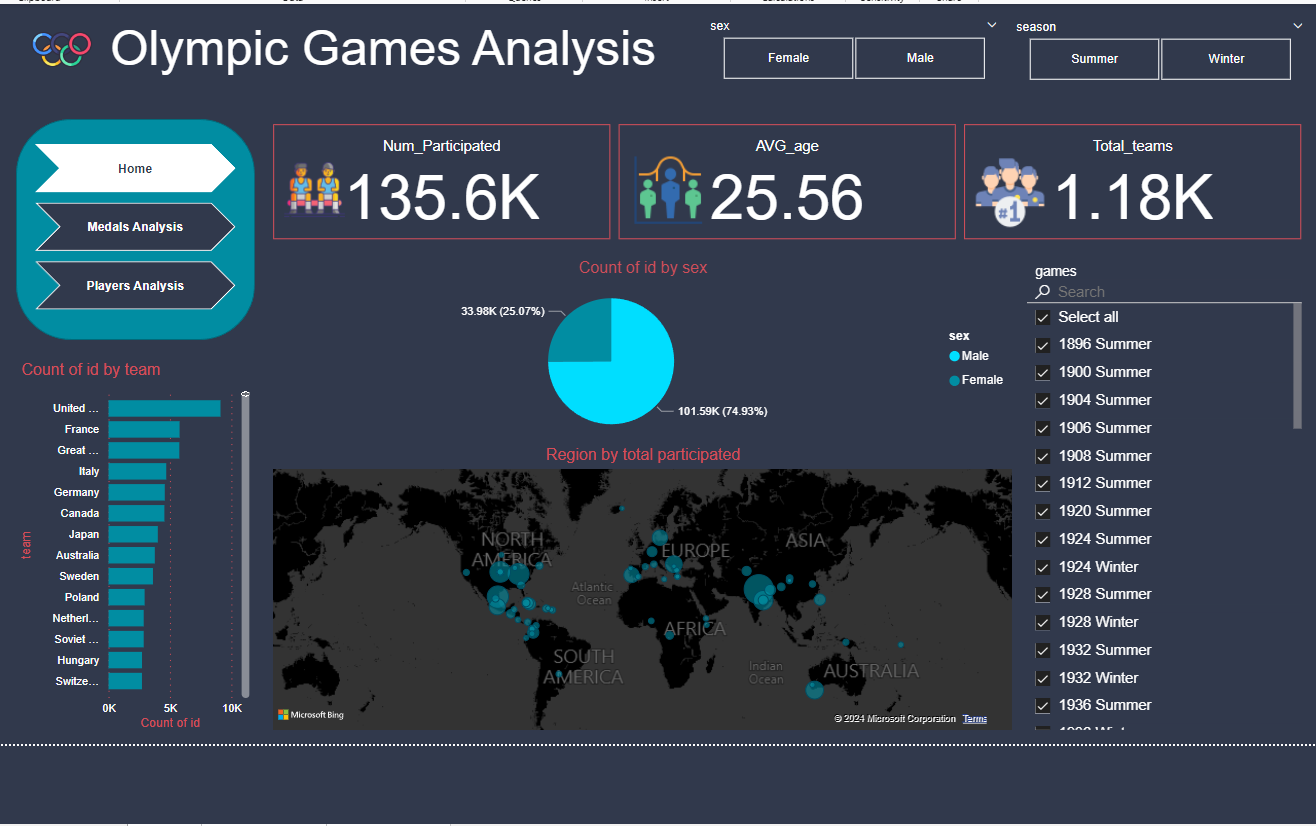 Olympic Games Analysis
sex
Female
Male
season
Summer
Winter
Home
Medals Analysis
Players Analysis
Num_Participated
135.6K
AVG_age
25.56
Total_teams
#1
1.18K
Count of id by sex
33.98K (25.07%)
101.59K (74.93%)
sex
Male
Female
games
Search
Select all
1896 Summer
1900 Summer
1904 Summer
1906 Summer
1908 Summer
1912 Summer
1920 Summer
1924 Summer
1924 Winter
1928 Summer
1928 Winter
1932 Summer
1932 Winter
1936 Summer
Count of id by team
team
United ...
France
Great ...
Italy
Germany
Canada
Japan
Australia
Sweden
Poland
Netherl...
Soviet ...
Hungary
Switze...
0K 5K 10K
Count of id
Region by total participated
NORTH
AMERICA
EUROPE
ASIA
Atlantic
Ocean
AFRICA
SOUTH
AMERICA
Indian
Ocean
AUSTRALIA
Microsoft Bing
© 2024 Microsoft Corporation Terms